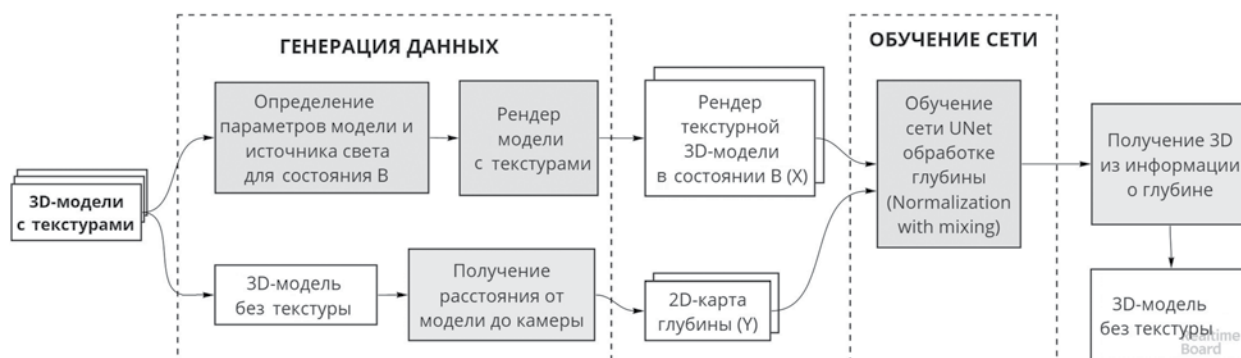 ГЕНЕРАЦИЯ ДАННЫХ
ОБУЧЕНИЕ СЕТИ
3D-модели
с текстурами
Определение
параметров модели и
источника света
для состояния B
Рендер
модели
с текстурами
Рендер
текстурной
3D-модели
в состоянии B (X)
3D-модель
без текстуры
Получение
расстояния от
модели до камеры
2D-карта
глубины (Y)
Обучение
сети UNet
обработке
глубины
(Normalization
with mixing)
Получение 3D
из информации
о глубине
3D-модель
без текстуры
Realtime
Board